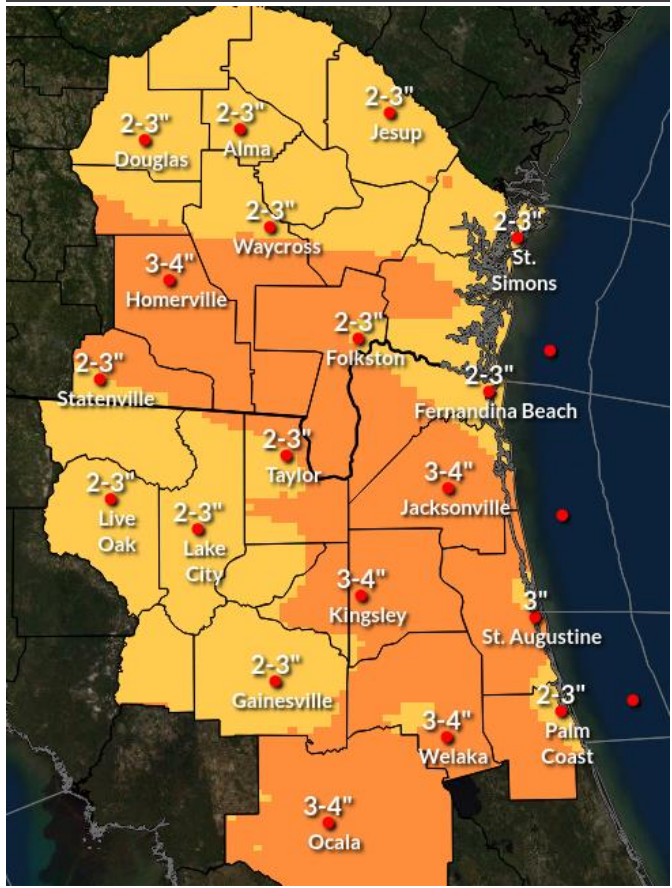 2-3"
Jesup
2-3"
Alma
2-3"
Douglas
2-3"
Waycross
2-3"
St.
Simons
3-4"
Homerville
2-3"
Folkston
2-3"
Statenville
2-3"
Fernandina Beach
2-3"
Taylor
3-4"
Jacksonville
2-3"
Live
Oak
2-3"
Lake
City
3-4"
Kingsley
3"
St. Augustine
2-3"
Gainesville
2-3"
Palm
Coast
3-4"
Welaka
3-4"
Ocala